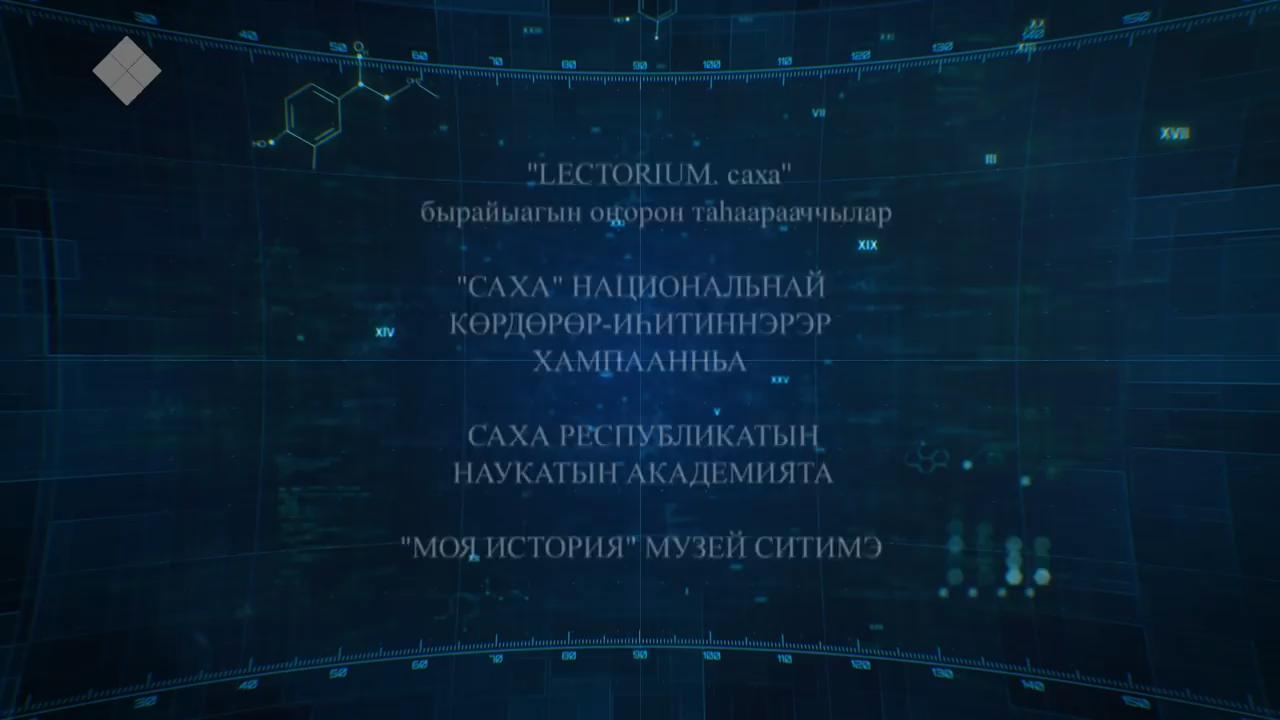 "LECTORIUM. саха"
бырайыагын оҥорон таһаарааччылар
"САХА" НАЦИОНАЛЬНАЙ
КӨРДӨРӨР-ИҺИТИННЭРЭР
ХАМПААННЬА
САХА РЕСПУБЛИКАТЫН
НАУКАТЫН АКАДЕМИЯТА
"МОЯ ИСТОРИЯ" МУЗЕЙ СИТИМЭ